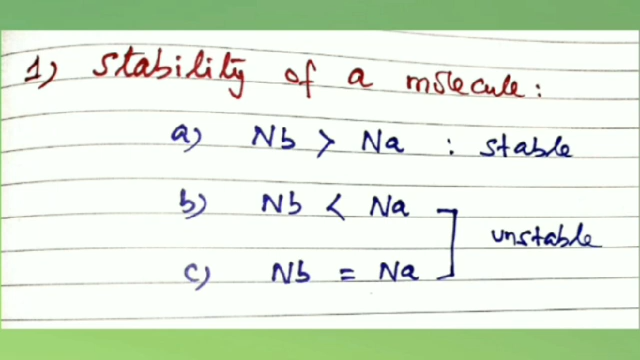 1) Stability of a molecule:
a) Nb > Na : stable
b) Nb < Na
unstable
c) Nb = Na